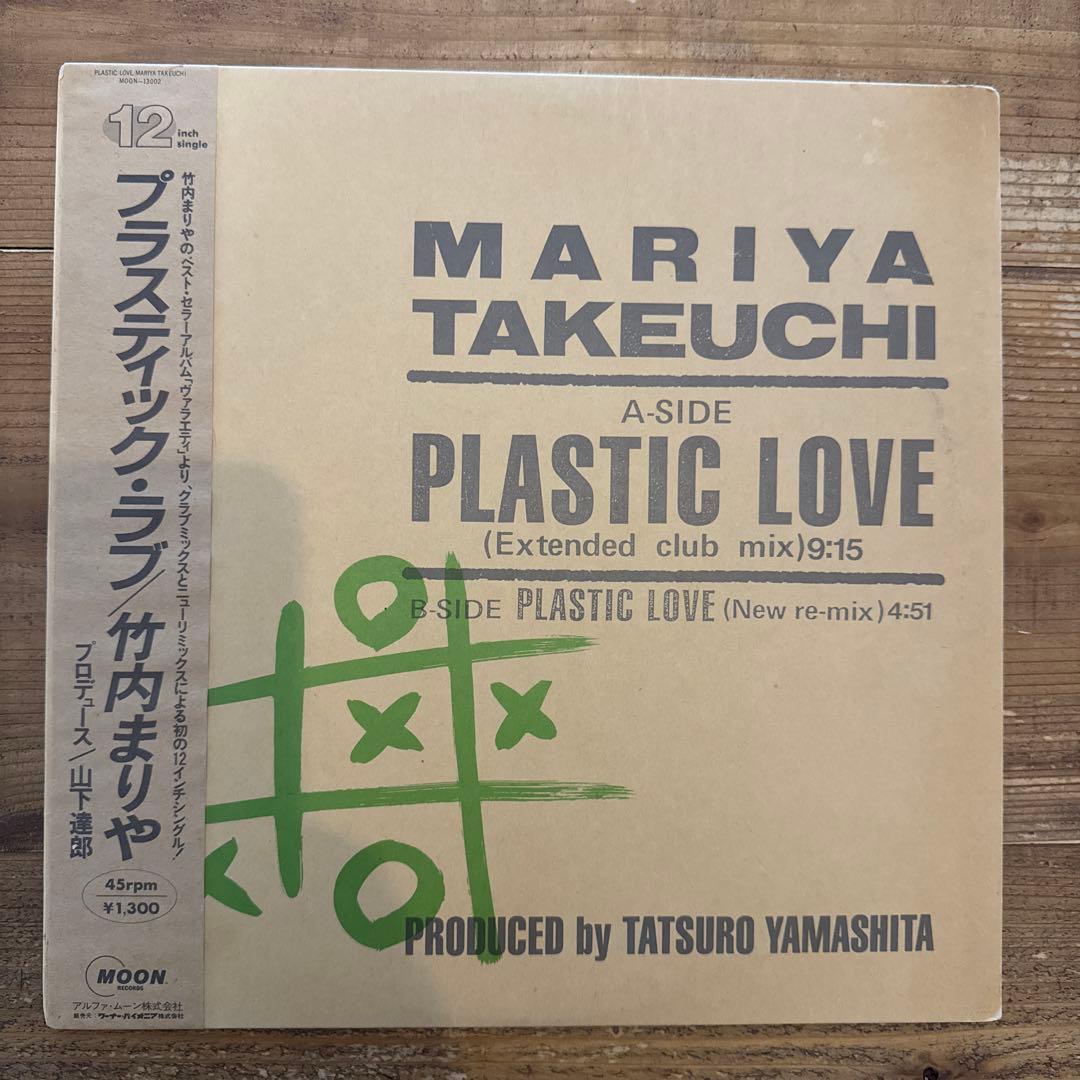 PLASTIC LOVE/MARIYA TAKEUCHI
MOON-13002
12 inch single
竹内まりやのベスト・セラーアルバム「ヴァラエティ」より、クラブミックスとニューリミックスによる初の12インチシングル!
プラスティック・ラブ/竹内まりや
プロデュース/山下達郎
45rpm
¥1,300
MOON
RECORDS
アルファ・ムーン株式会社
販売元:ワーナー・パイオニア株式会社
MARIYA
TAKEUCHI
A-SIDE
PLASTIC LOVE
(Extended club mix)9:15
B-SIDE PLASTIC LOVE (New re-mix)4:51
PRODUCED by TATSURO YAMASHITA